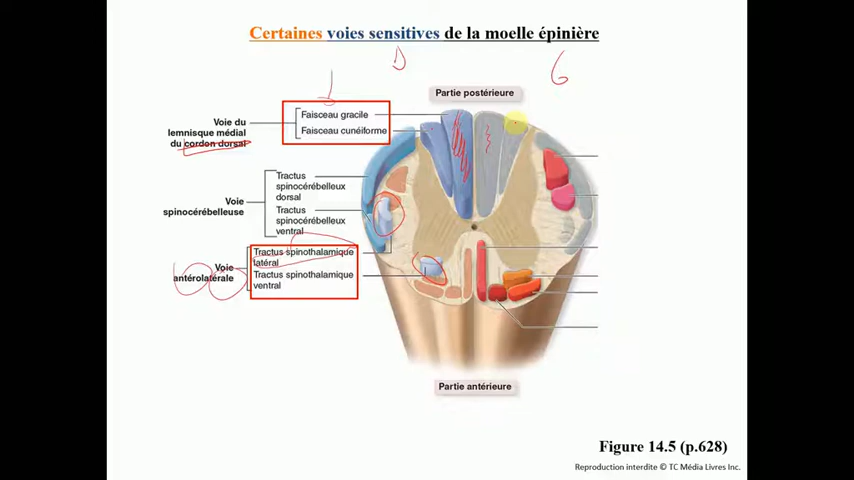 Certaines voies sensitives de la moelle épinière
D
G
Partie postérieure
Faisceau gracile
Faisceau cunéiforme
Voie du
lemnisque médial
du cordon dorsal
Tractus
spinocérébelleux
dorsal
Tractus
spinocérébelleux
ventral
Voie
spinocérébelleuse
Tractus spinothalamique
latéral
Tractus spinothalamique
ventral
Voie
antérolatérale
Partie antérieure
Figure 14.5 (p.628)
Reproduction interdite © TC Média Livres Inc.